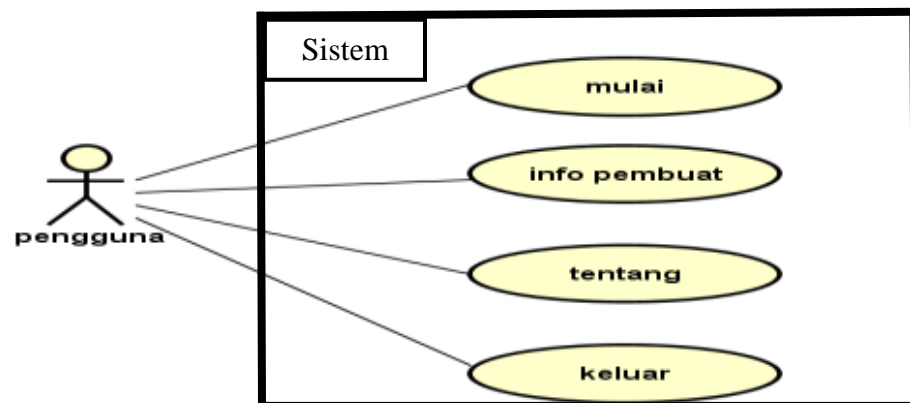 Sistem
mulai
info pembuat
pengguna
tentang
keluar